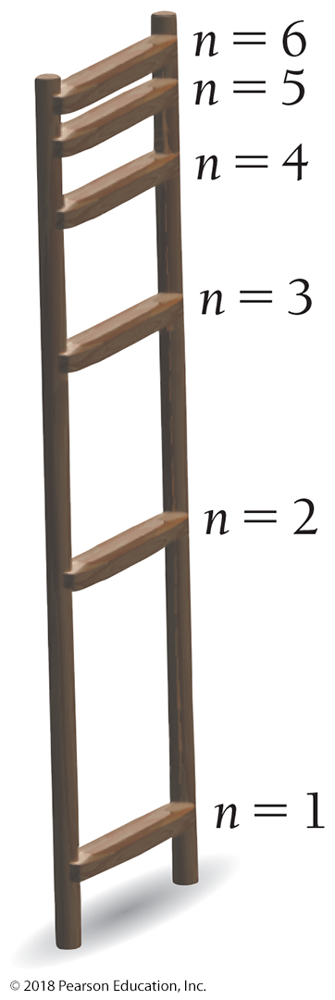 n = 6
n = 5
n = 4
n = 3
n = 2
n = 1
© 2018 Pearson Education, Inc.